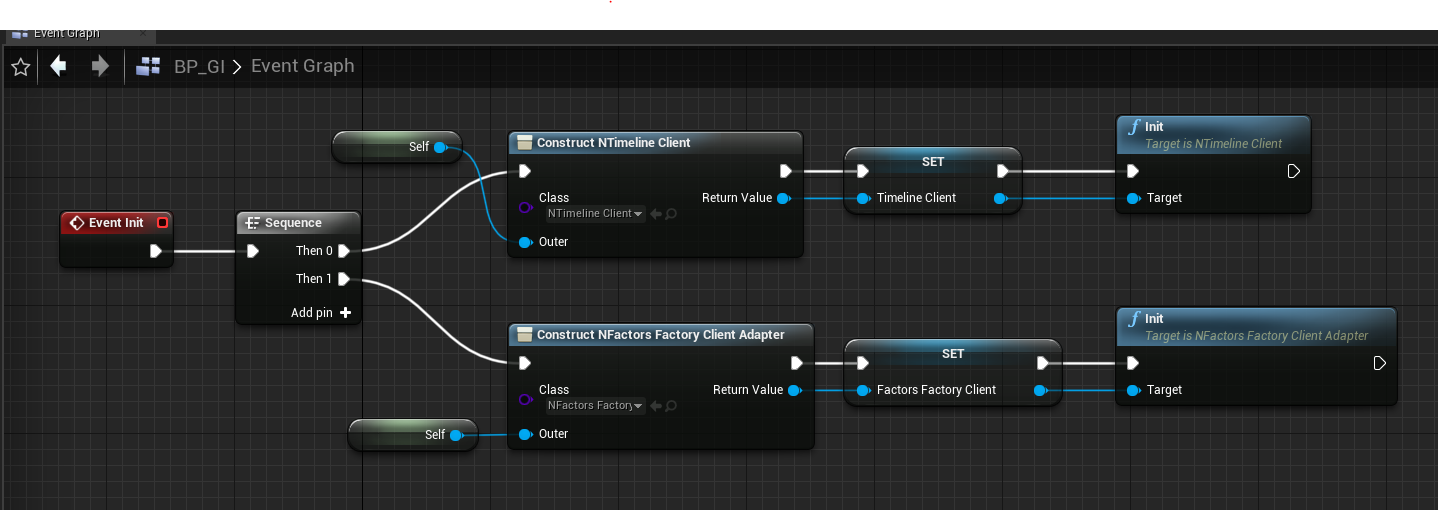 Event Graph
BP_GI > Event Graph
Event Init
Sequence
Then 0
Then 1
Add pin
Self
Construct NTimeline Client
Class
NTimeline Client
Return Value
Outer
SET
Timeline Client
Init
Target is NTimeline Client
Target
Construct NFactors Factory Client Adapter
Class
NFactors Factory
Return Value
Outer
Self
SET
Factors Factory Client
Init
Target is NFactors Factory Client Adapter
Target